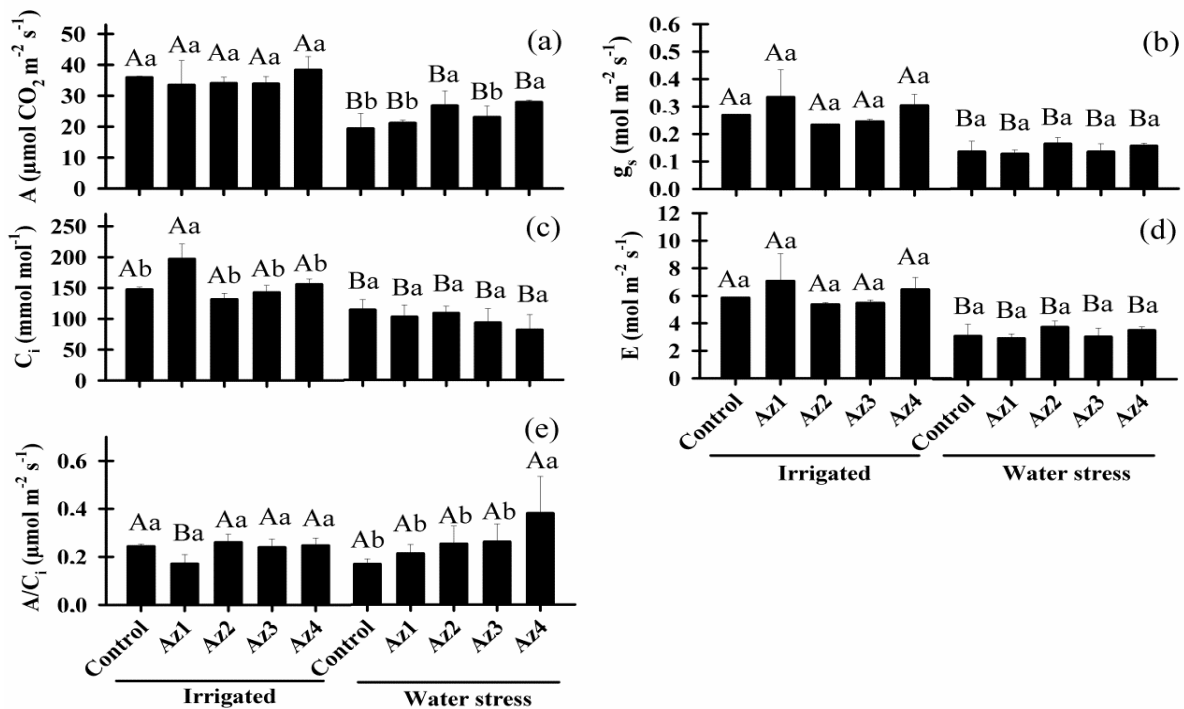 A (μmol CO₂ m⁻² s⁻¹)
50
40
30
20
10
0
(a)
Aa Aa Aa Aa Aa Bb Bb Ba Bb Ba
gₛ (mol m⁻² s⁻¹)
0.6
0.5
0.4
0.3
0.2
0.1
0.0
(b)
Aa Aa Aa Aa Aa Ba Ba Ba Ba Ba
Cᵢ (mmol mol⁻¹)
250
200
150
100
50
0
(c)
Ab Aa Ab Ab Ab Ba Ba Ba Ba Ba
E (mol m⁻² s⁻¹)
12
10
8
6
4
2
0
(d)
Aa Aa Aa Aa Aa Ba Ba Ba Ba Ba
Control Az1 Az2 Az3 Az4 Control Az1 Az2 Az3 Az4
Irrigated Water stress
A/Cᵢ (μmol m⁻² s⁻¹)
0.6
0.4
0.2
0.0
(e)
Aa Ba Aa Aa Aa Ab Ab Ab Ab Aa
Control Az1 Az2 Az3 Az4 Control Az1 Az2 Az3 Az4
Irrigated Water stress